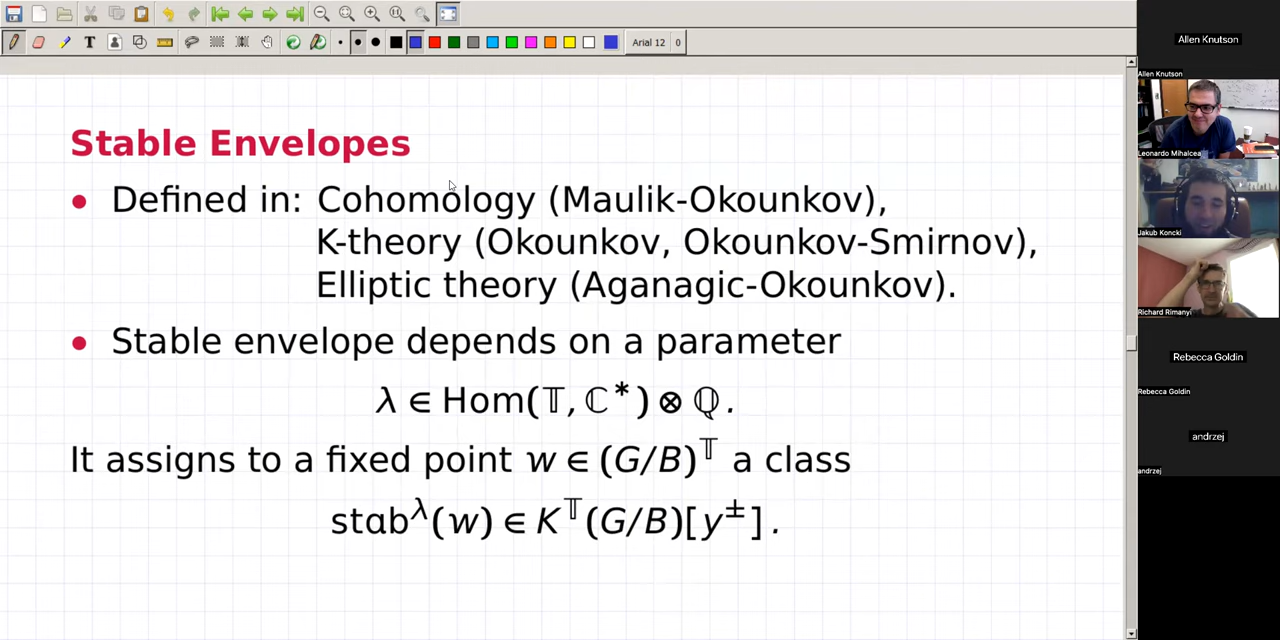 Arial 12 0
Stable Envelopes
• Defined in: Cohomology (Maulik-Okounkov),
K-theory (Okounkov, Okounkov-Smirnov),
Elliptic theory (Aganagic-Okounkov).
• Stable envelope depends on a parameter
λ ∈ Hom(𝕋, ℂ*) ⊗ ℚ .
It assigns to a fixed point w ∈ (G/B)^𝕋 a class
stab^λ(w) ∈ K^𝕋(G/B)[y^±] .
Allen Knutson
Allen Knutson
Leonardo Mihalcea
Jakub Koncki
Richard Rimanyi
Rebecca Goldin
Rebecca Goldin
andrzej
andrzej